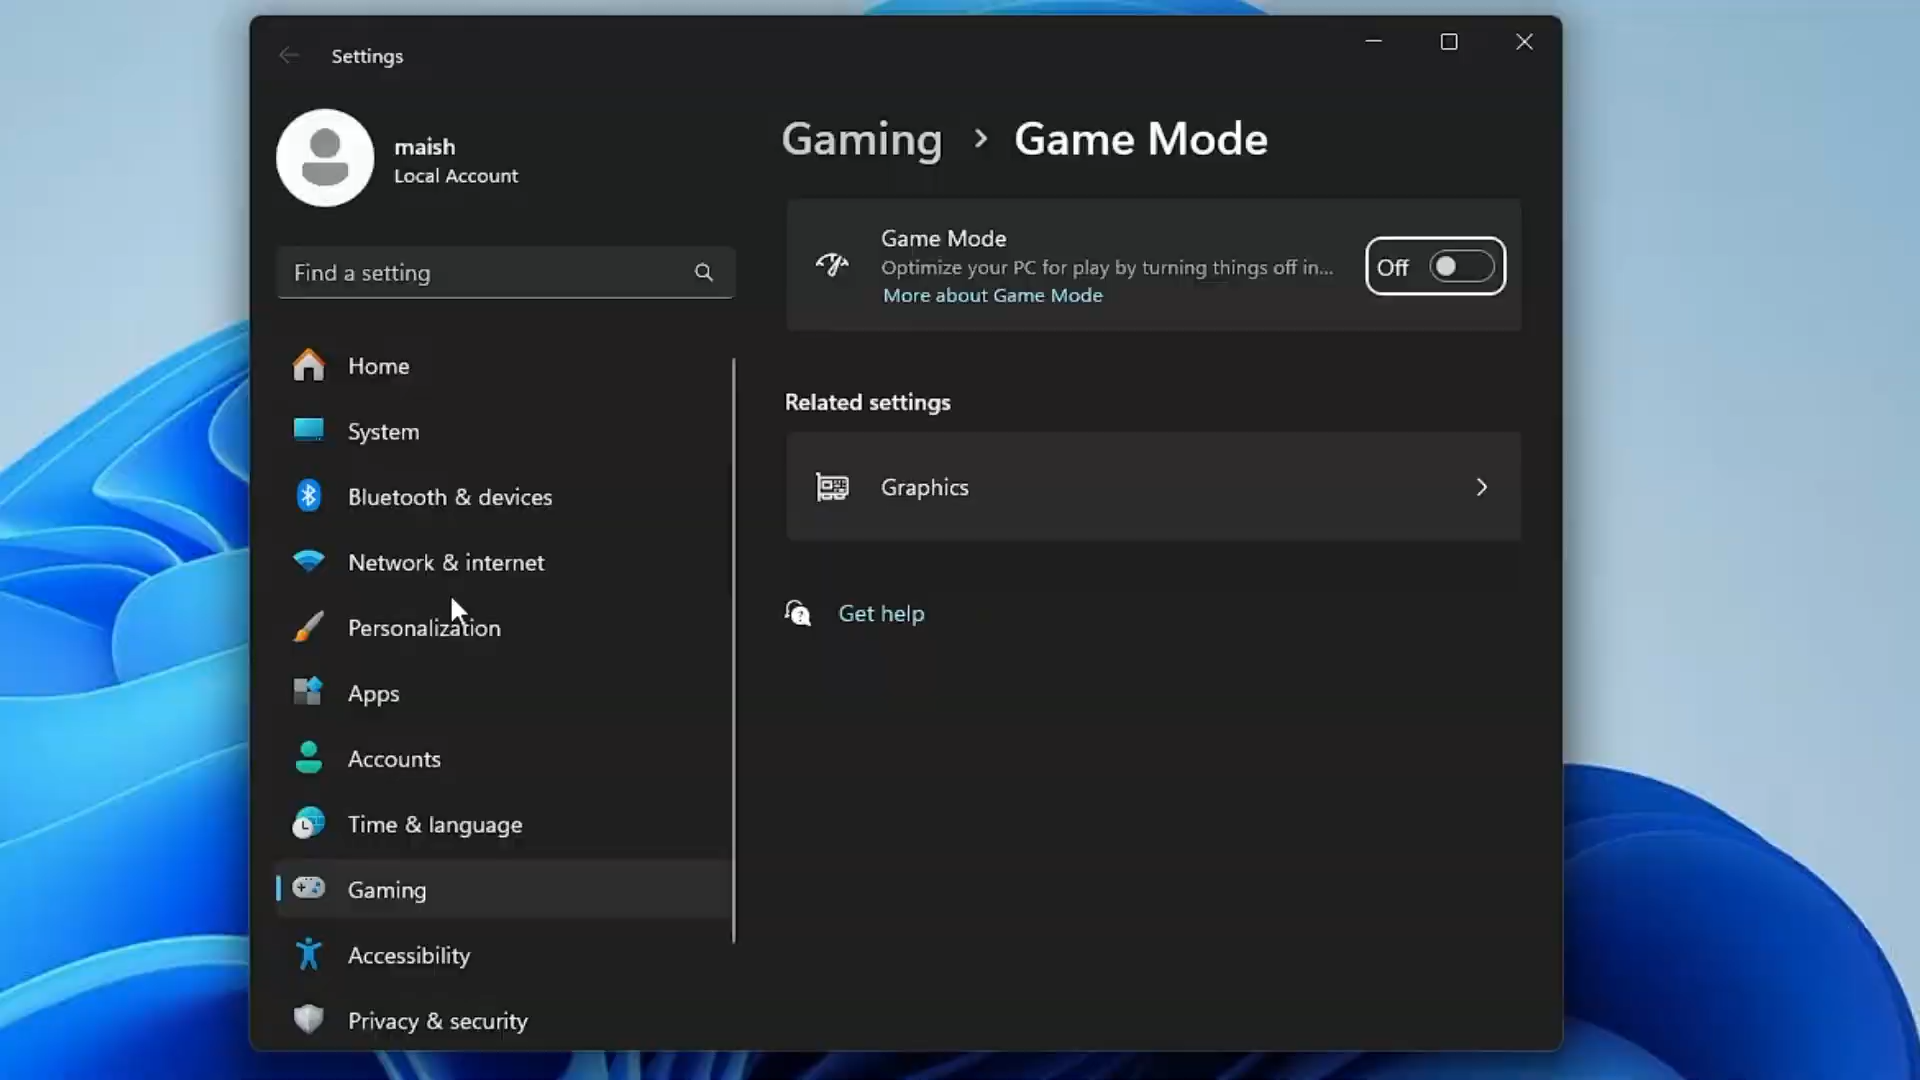 Settings
maish
Local Account
Find a setting
Home
System
Bluetooth & devices
Network & internet
Personalization
Apps
Accounts
Time & language
Gaming
Accessibility
Privacy & security
Gaming > Game Mode
Game Mode
Optimize your PC for play by turning things off in...
More about Game Mode
Off
Related settings
Graphics
Get help